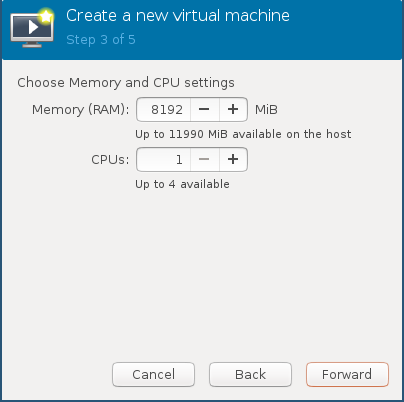 Create a new virtual machine
Step 3 of 5
Choose Memory and CPU settings
Memory (RAM): 8192 − + MiB
Up to 11990 MiB available on the host
CPUs: 1 − +
Up to 4 available
Cancel Back Forward